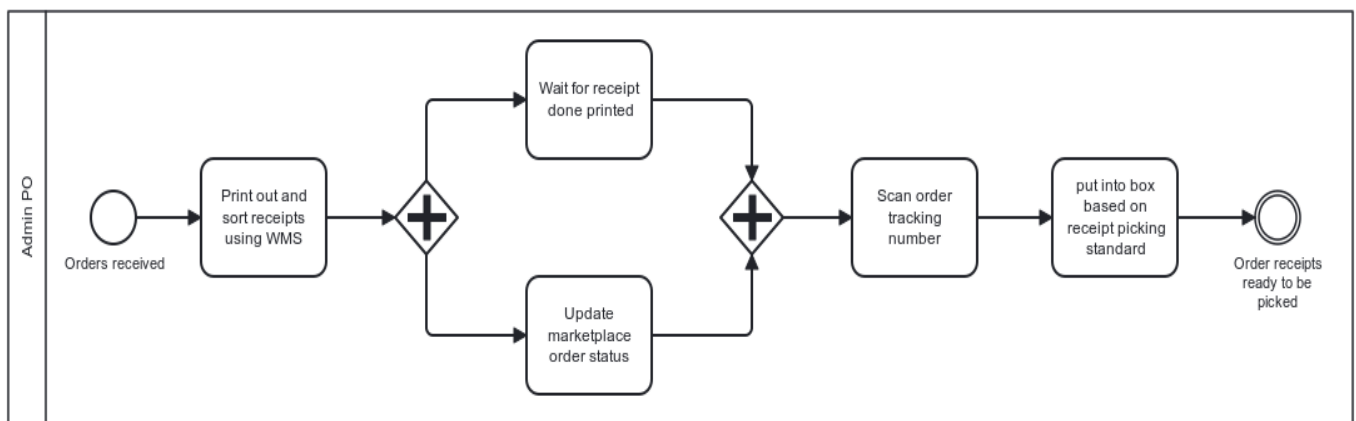 Admin PO
Orders received
Print out and
sort receipts
using WMS
Wait for receipt
done printed
Update
marketplace
order status
Scan order
tracking
number
put into box
based on
receipt picking
standard
Order receipts
ready to be
picked